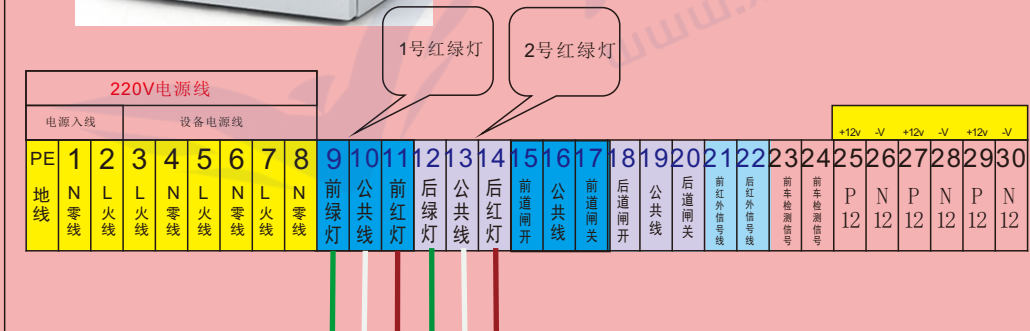 1号红绿灯
2号红绿灯
220V电源线
电源入线
设备电源线
+12v -V +12v -V +12v -V
PE 1 2 3 4 5 6 7 8 9 10 11 12 13 14 15 16 17 18 19 20 21 22 23 24 25 26 27 28 29 30
地线
N零线
L火线
L火线
N零线
L火线
N零线
L火线
N零线
前绿灯
公共线
前红灯
后绿灯
公共线
后红灯
前道闸开
公共线
前道闸关
后道闸开
公共线
后道闸关
前红外信号线
后红外信号线
前车检测信号
前车检测信号
P12
N12
P12
N12
P12
N12